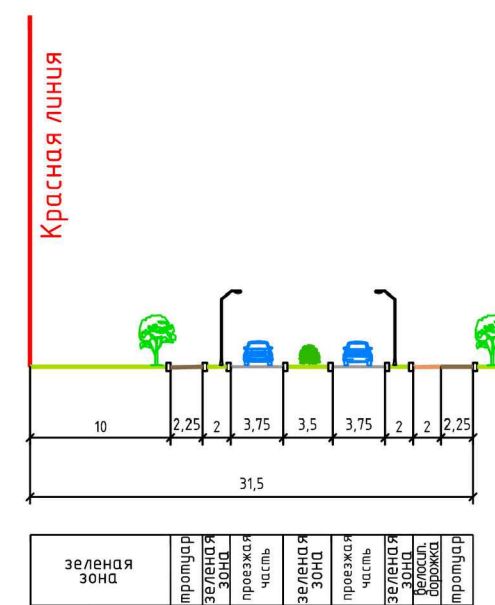 Красная линия
10
2,25
2
3,75
3,5
3,75
2
2
2,25
31,5
зеленая
зона
тротуар
зеленая
зона
проезжая
часть
зеленая
зона
проезжая
часть
зеленая
зона
Велосип.
дорожка
тротуар